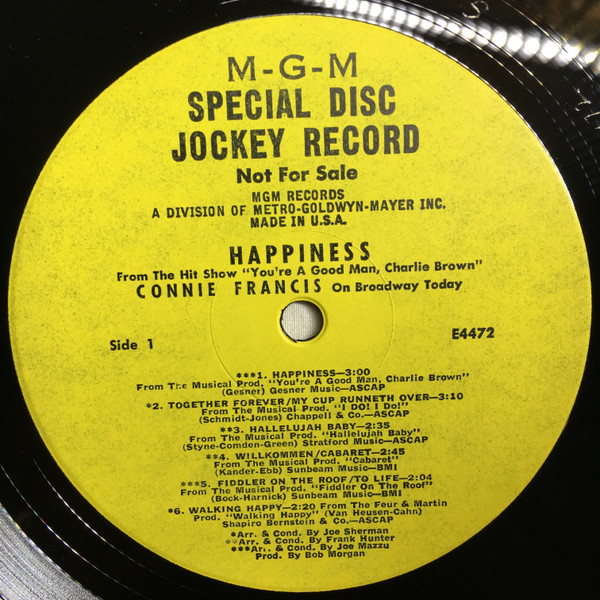 M-G-M
SPECIAL DISC
JOCKEY RECORD
Not For Sale
MGM RECORDS
A DIVISION OF METRO-GOLDWYN-MAYER INC.
MADE IN U.S.A.
HAPPINESS
From The Hit Show "You're A Good Man, Charlie Brown"
CONNIE FRANCIS On Broadway Today
Side 1
E4472
***1. HAPPINESS—3:00
From The Musical Prod. "You're A Good Man, Charlie Brown"
(Gesner) Gesner Music—ASCAP
*2. TOGETHER FOREVER/MY CUP RUNNETH OVER—3:10
From The Musical Prod. "I DO! I Do!"
(Schmidt-Jones) Chappell & Co.—ASCAP
**3. HALLELUJAH BABY—2:35
From The Musical Prod. "Hallelujah Baby"
(Styne-Comden-Green) Stratford Music—ASCAP
**4. WILLKOMMEN/CABARET—2:45
From The Musical Prod. "Cabaret"
(Kander-Ebb) Sunbeam Music—BMI
***5. FIDDLER ON THE ROOF/TO LIFE—2:04
From The Musical Prod. "Fiddler On The Roof"
(Bock-Harnick) Sunbeam Music—BMI
*6. WALKING HAPPY—2:20 From The Feur & Martin
Prod. "Walking Happy" (Van Heusen-Cahn)
Shapiro Bernstein & Co.—ASCAP
*Arr. & Cond. By Joe Sherman
**Arr. & Cond. By Frank Hunter
***Arr. & Cond. By Joe Mazzu
Prod. By Bob Morgan